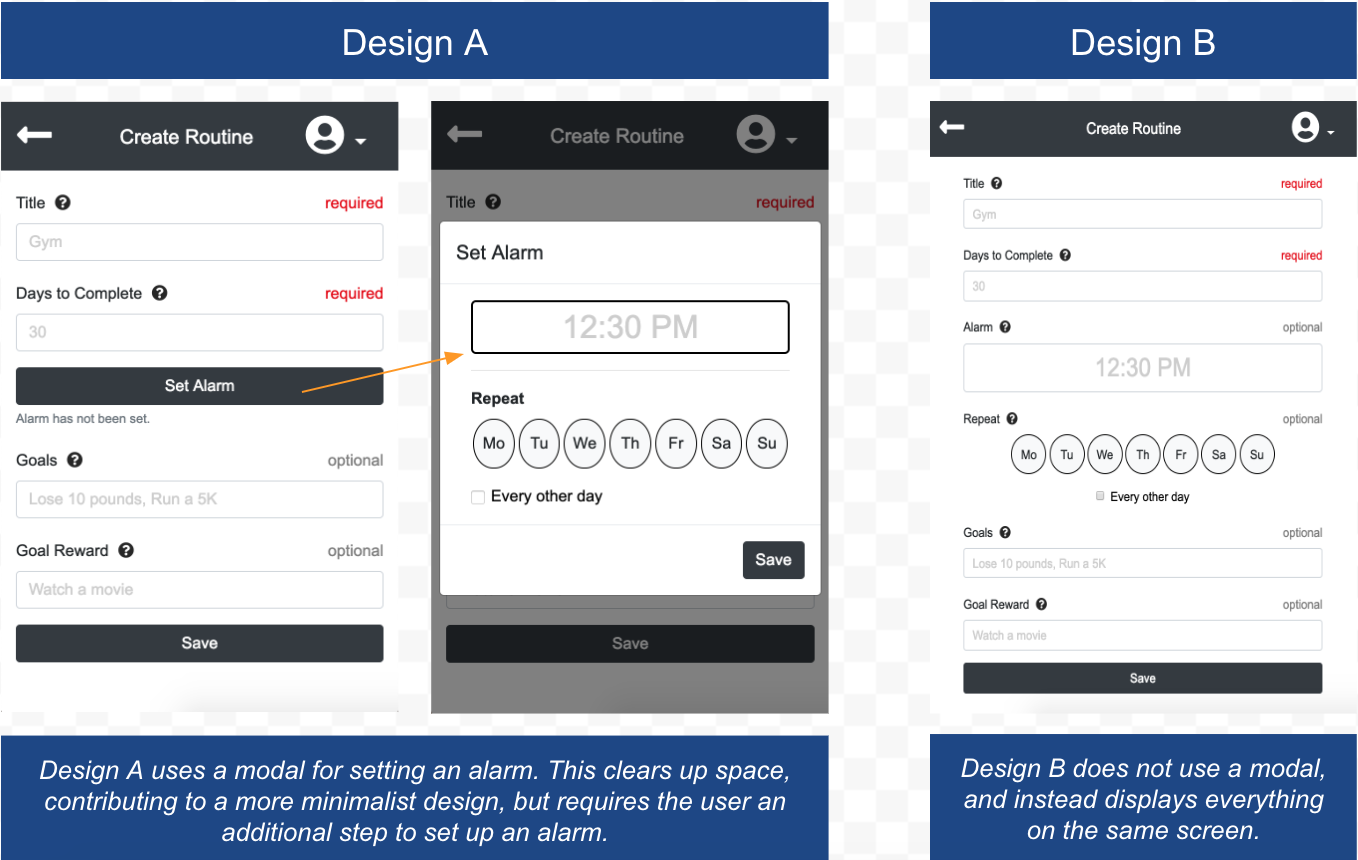 Design A
Create Routine
Title
required
Gym
Days to Complete
required
30
Set Alarm
Alarm has not been set.
Goals
optional
Lose 10 pounds, Run a 5K
Goal Reward
optional
Watch a movie
Save
Create Routine
Title
required
Set Alarm
12:30 PM
Repeat
Mo Tu We Th Fr Sa Su
Every other day
Save
Save
Design A uses a modal for setting an alarm. This clears up space,
contributing to a more minimalist design, but requires the user an
additional step to set up an alarm.
Design B
Create Routine
Title
required
Gym
Days to Complete
required
30
Alarm
optional
12:30 PM
Repeat
optional
Mo Tu We Th Fr Sa Su
Every other day
Goals
optional
Lose 10 pounds, Run a 5K
Goal Reward
optional
Watch a movie
Save
Design B does not use a modal,
and instead displays everything
on the same screen.